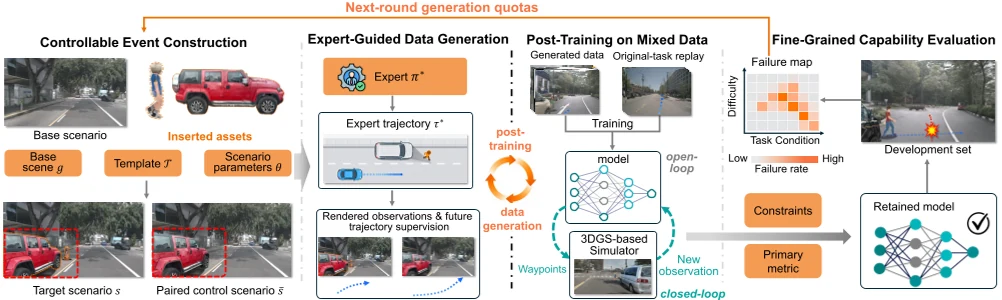 Next-round generation quotas
Controllable Event Construction
Base scenario
Inserted assets
Base
scene g
Template 𝒯
Scenario
parameters θ
Target scenario s
Paired control scenario s̄
Expert-Guided Data Generation
Expert π*
Expert trajectory τ*
Rendered observations & future
trajectory supervision
post-
training
data
generation
Post-Training on Mixed Data
Generated data
Original-task replay
Training
model
open-
loop
3DGS-based
Simulator
Waypoints
New
observation
closed-loop
Fine-Grained Capability Evaluation
Failure map
Difficulty
Task Condition
Low
High
Failure rate
Development set
Constraints
Primary
metric
Retained model